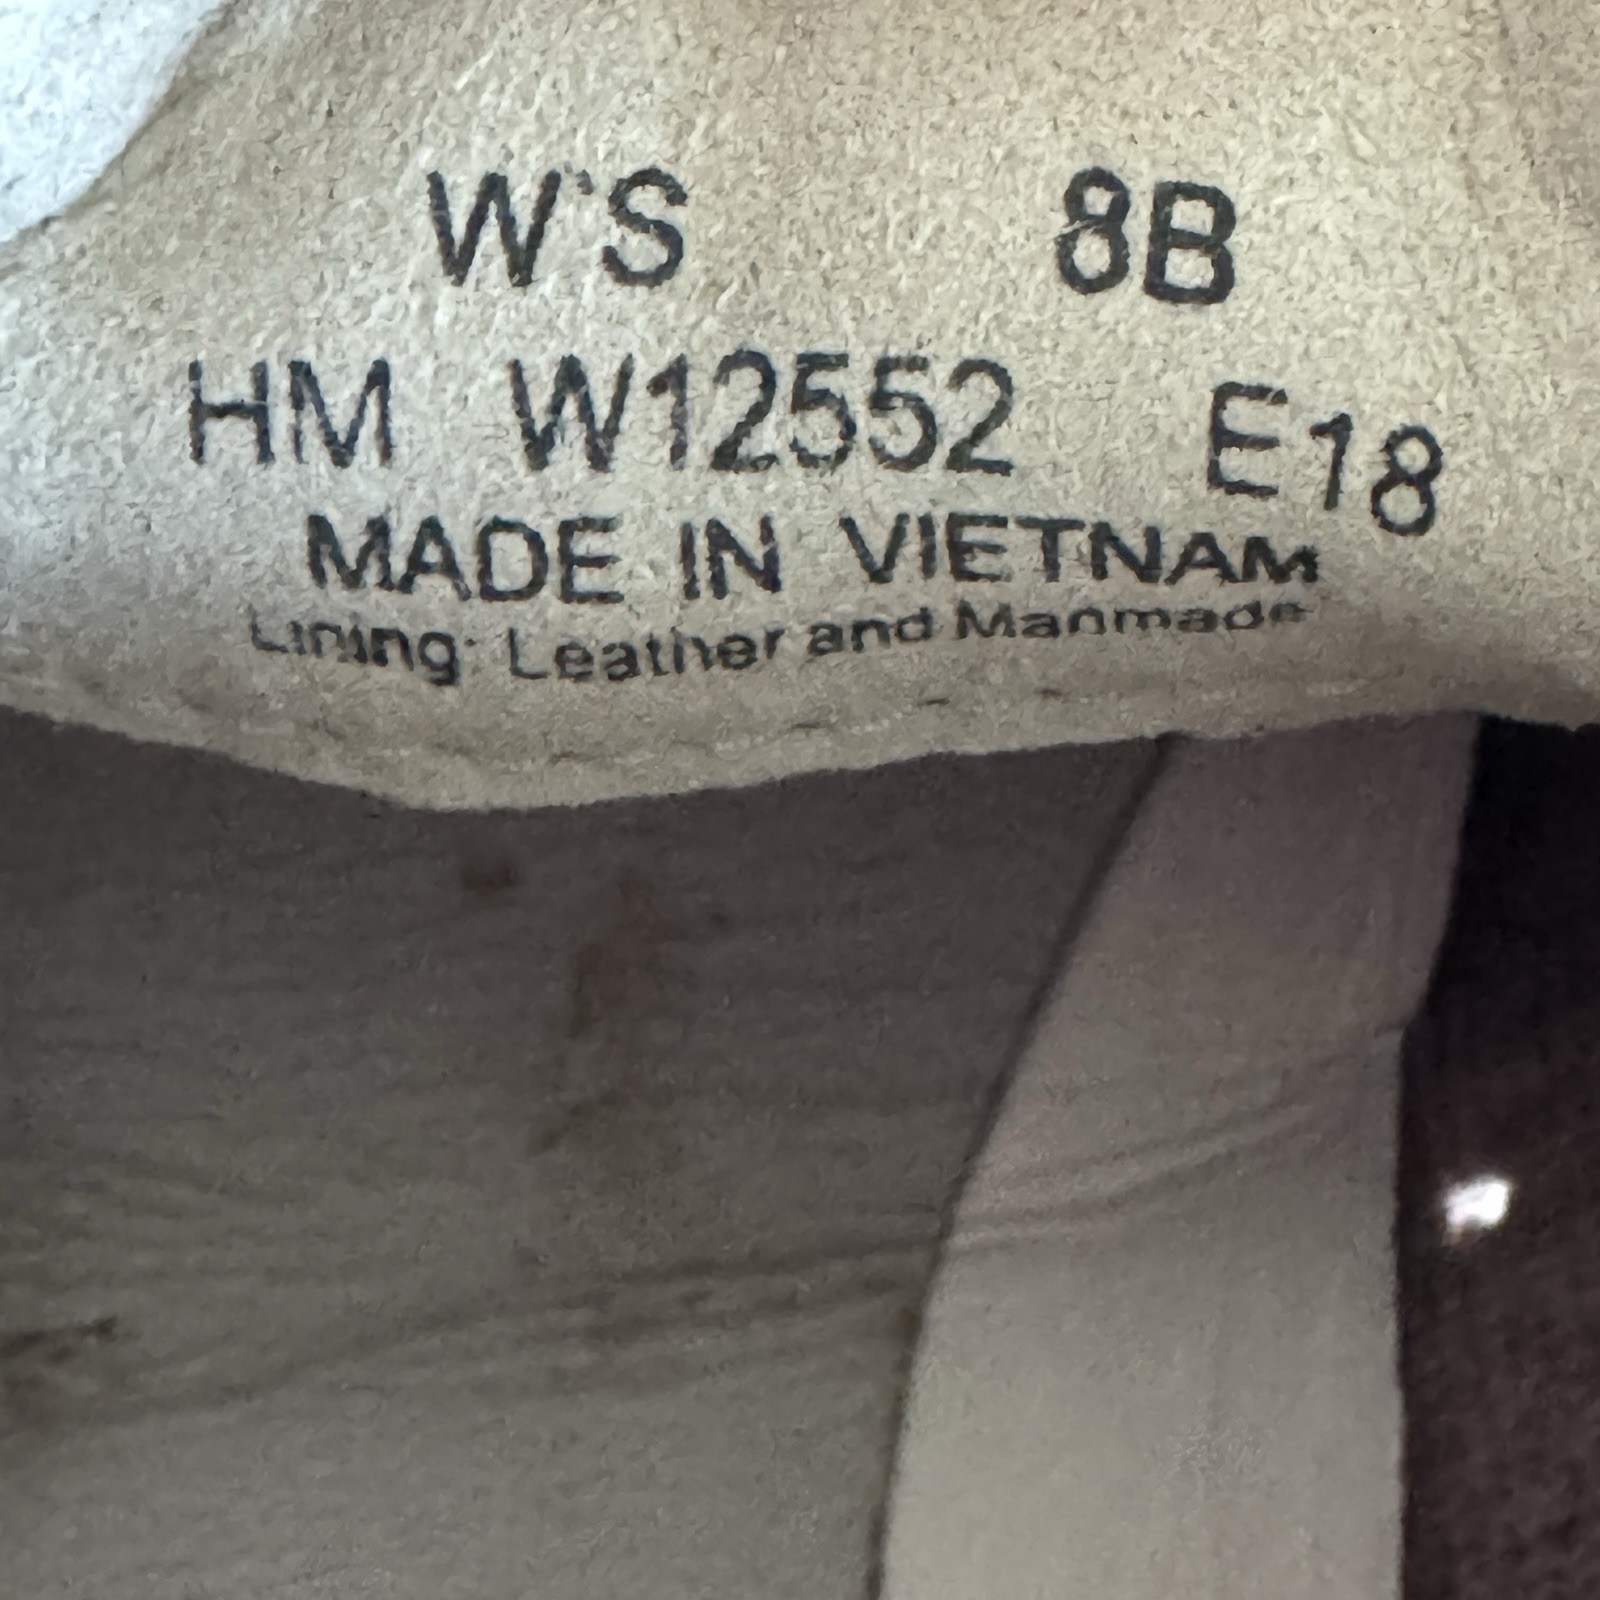 W'S 8B
HM W12552 E18
MADE IN VIETNAM
Lining: Leather and Manmade